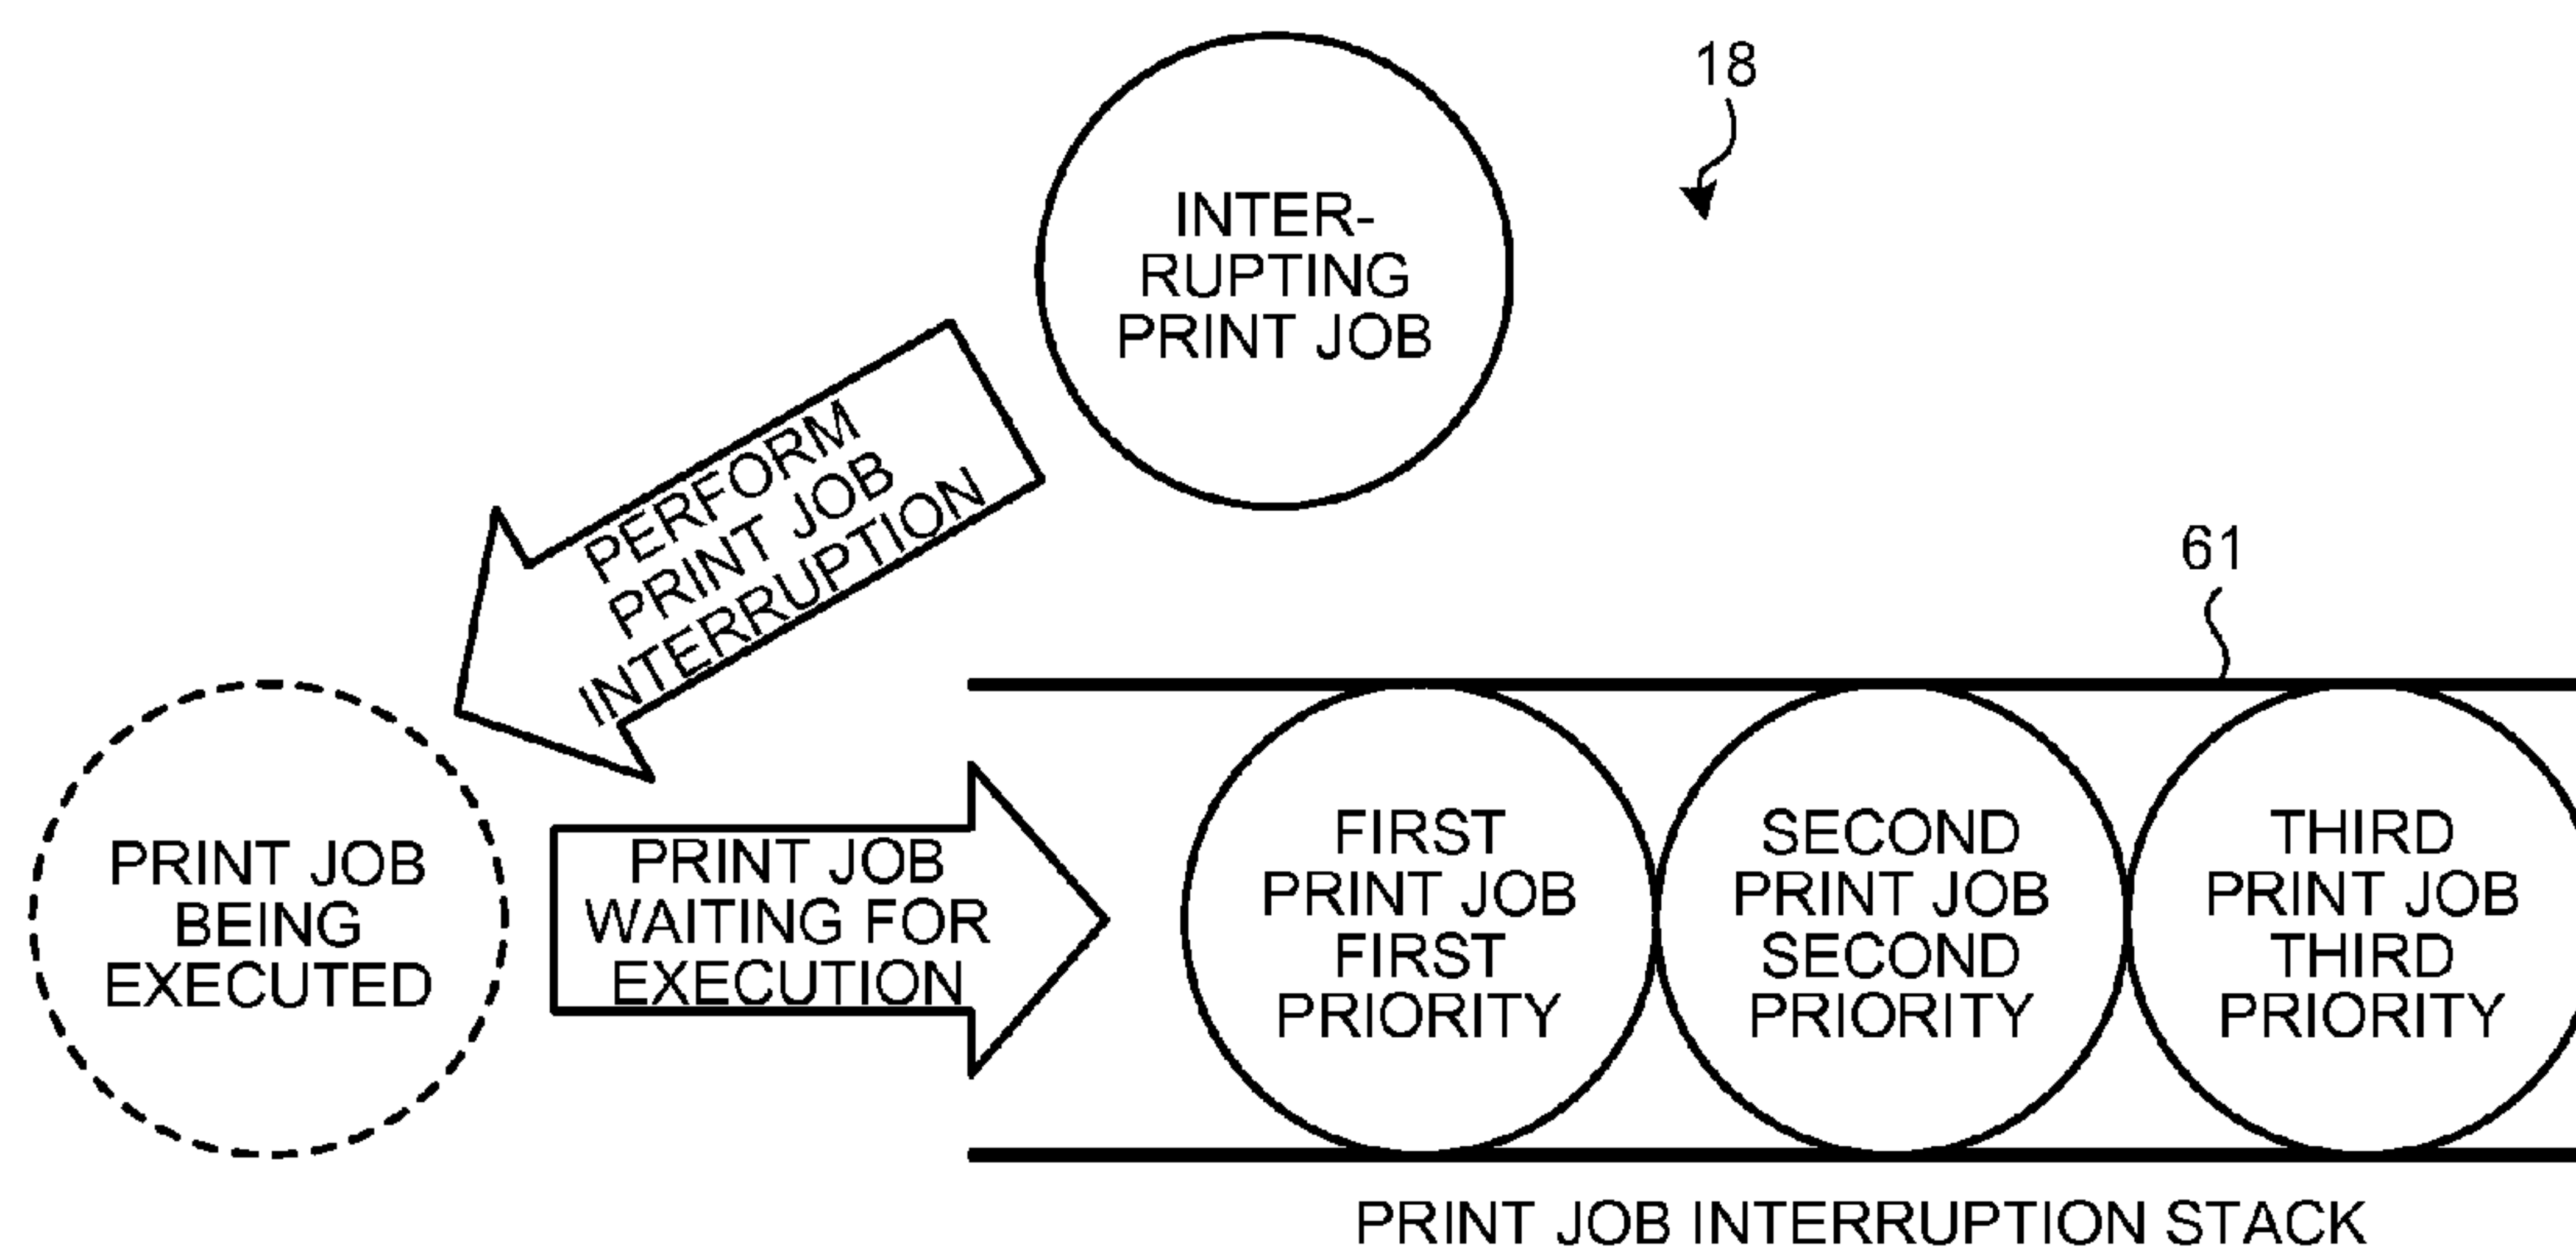 18
INTER-
RUPTING
PRINT JOB
PERFORM
PRINT JOB
INTERRUPTION
61
PRINT JOB
BEING
EXECUTED
PRINT JOB
WAITING FOR
EXECUTION
FIRST
PRINT JOB
FIRST
PRIORITY
SECOND
PRINT JOB
SECOND
PRIORITY
THIRD
PRINT JOB
THIRD
PRIORITY
PRINT JOB INTERRUPTION STACK